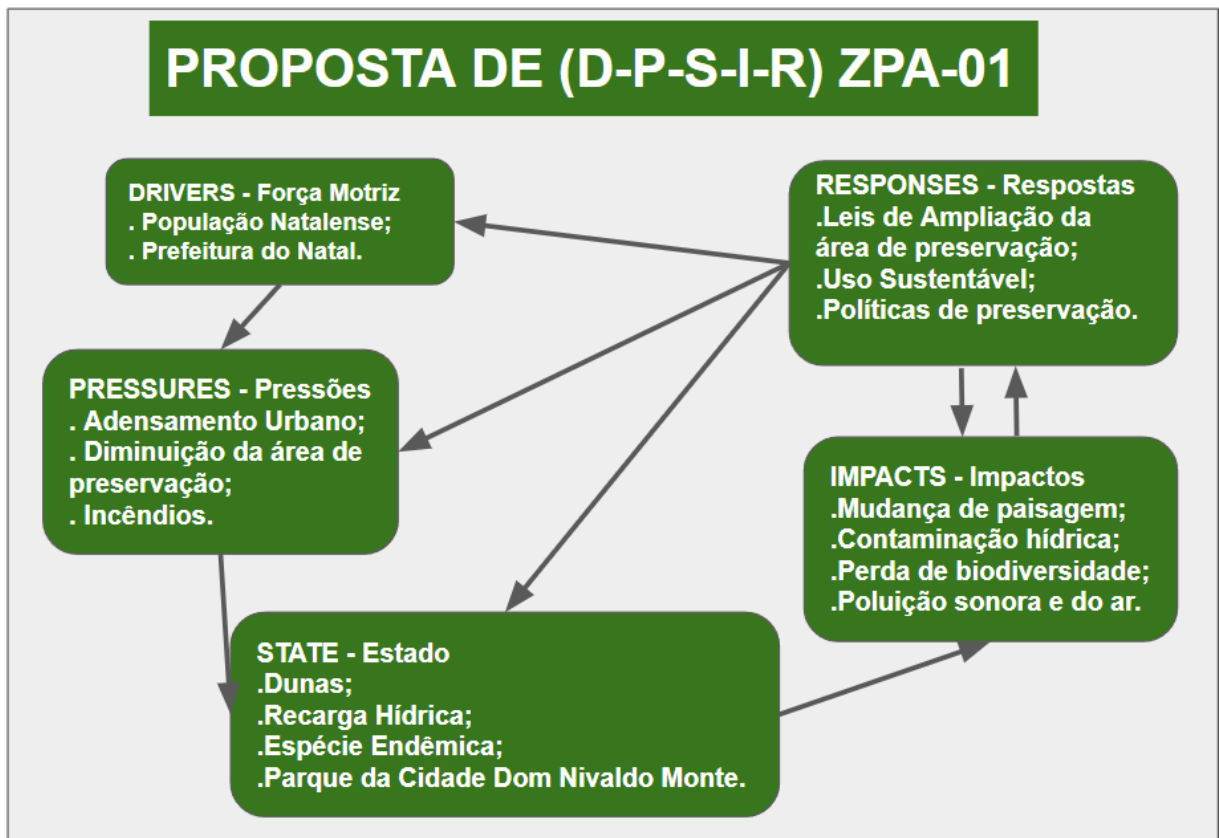 PROPOSTA DE (D-P-S-I-R) ZPA-01
DRIVERS - Força Motriz
. População Natalense;
. Prefeitura do Natal.
RESPONSES - Respostas
.Leis de Ampliação da
área de preservação;
.Uso Sustentável;
.Políticas de preservação.
PRESSURES - Pressões
. Adensamento Urbano;
. Diminuição da área de
preservação;
. Incêndios.
IMPACTS - Impactos
.Mudança de paisagem;
.Contaminação hídrica;
.Perda de biodiversidade;
.Poluição sonora e do ar.
STATE - Estado
.Dunas;
.Recarga Hídrica;
.Espécie Endêmica;
.Parque da Cidade Dom Nivaldo Monte.